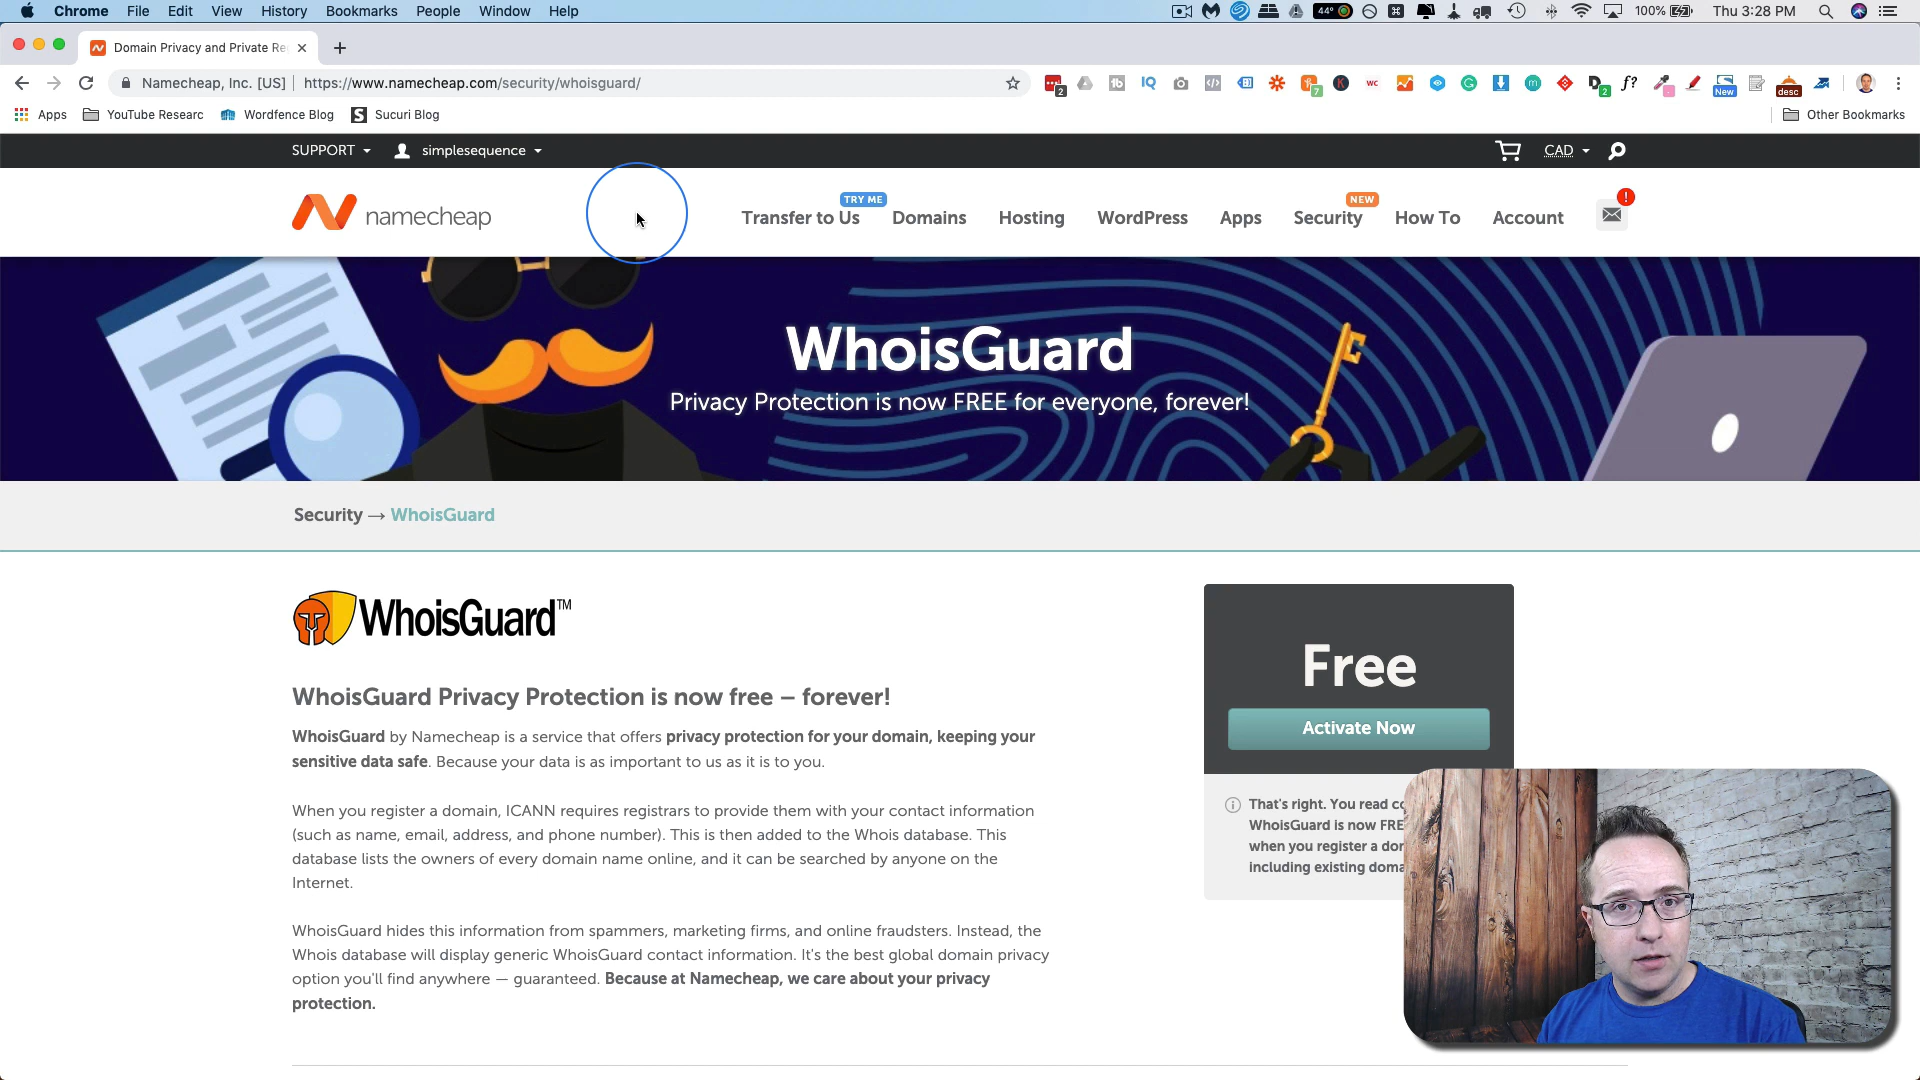 Chrome File Edit View History Bookmarks People Window Help
44° 100% Thu 3:28 PM
Domain Privacy and Private Re
Namecheap, Inc. [US] https://www.namecheap.com/security/whoisguard/
Apps YouTube Researc Wordfence Blog Sucuri Blog Other Bookmarks
SUPPORT simplesequence CAD
TRY ME NEW
namecheap Transfer to Us Domains Hosting WordPress Apps Security How To Account
WhoisGuard
Privacy Protection is now FREE for everyone, forever!
Security → WhoisGuard
WhoisGuard™
WhoisGuard Privacy Protection is now free – forever!
WhoisGuard by Namecheap is a service that offers privacy protection for your domain, keeping your
sensitive data safe. Because your data is as important to us as it is to you.
When you register a domain, ICANN requires registrars to provide them with your contact information
(such as name, email, address, and phone number). This is then added to the Whois database. This
database lists the owners of every domain name online, and it can be searched by anyone on the
Internet.
WhoisGuard hides this information from spammers, marketing firms, and online fraudsters. Instead, the
Whois database will display generic WhoisGuard contact information. It's the best global domain privacy
option you'll find anywhere — guaranteed. Because at Namecheap, we care about your privacy
protection.
Free
Activate Now
That's right. You read
WhoisGuard is now
when you register a
including existing